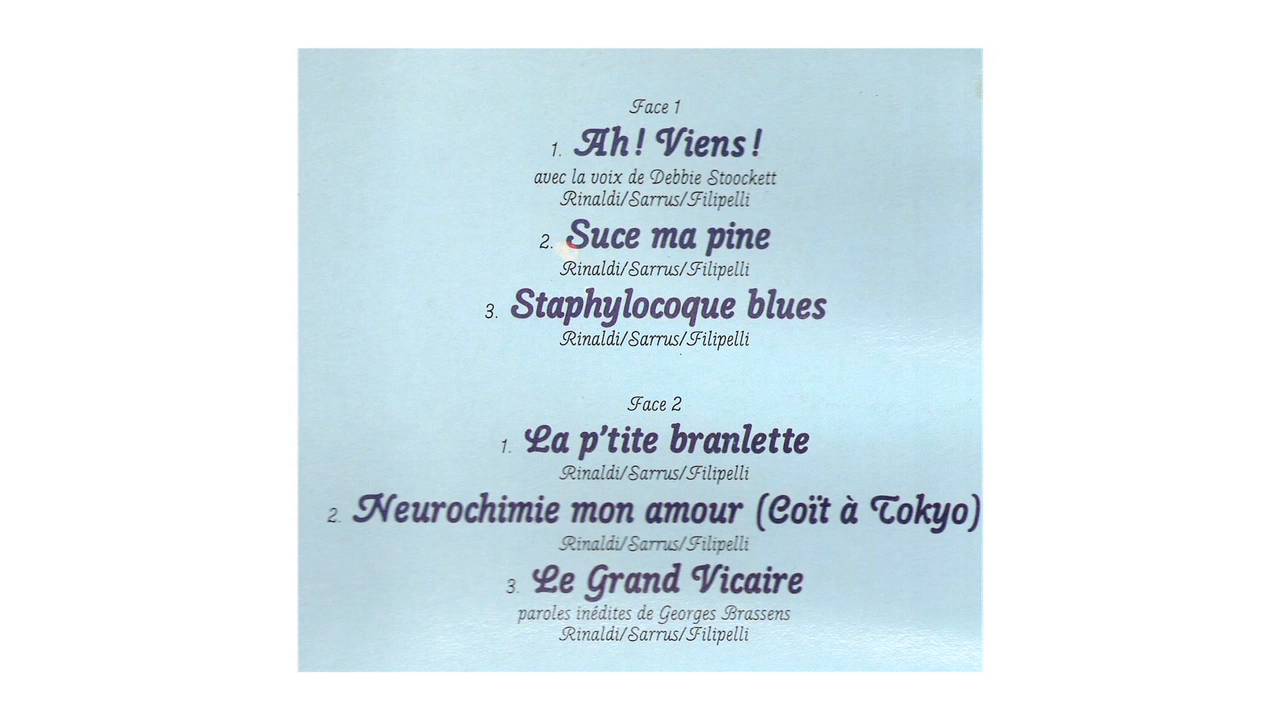 Face 1
1. Ah! Viens!
avec la voix de Debbie Stoockett
Rinaldi/Sarrus/Filipelli
2. Suce ma pine
Rinaldi/Sarrus/Filipelli
3. Staphylocoque blues
Rinaldi/Sarrus/Filipelli
Face 2
1. La p'tite branlette
Rinaldi/Sarrus/Filipelli
2. Neurochimie mon amour (Coït à Tokyo)
Rinaldi/Sarrus/Filipelli
3. Le Grand Vicaire
paroles inédites de Georges Brassens
Rinaldi/Sarrus/Filipelli